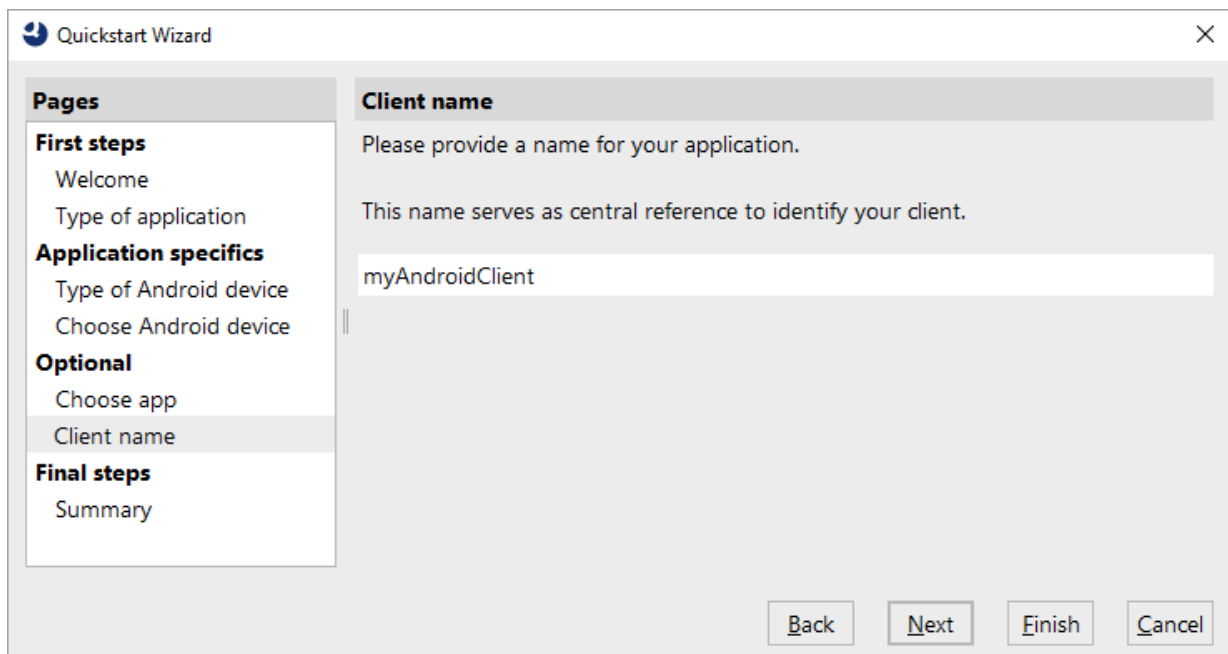 Quickstart Wizard
Pages
First steps
Welcome
Type of application
Application specifics
Type of Android device
Choose Android device
Optional
Choose app
Client name
Final steps
Summary
Client name
Please provide a name for your application.
This name serves as central reference to identify your client.
myAndroidClient
Back Next Finish Cancel